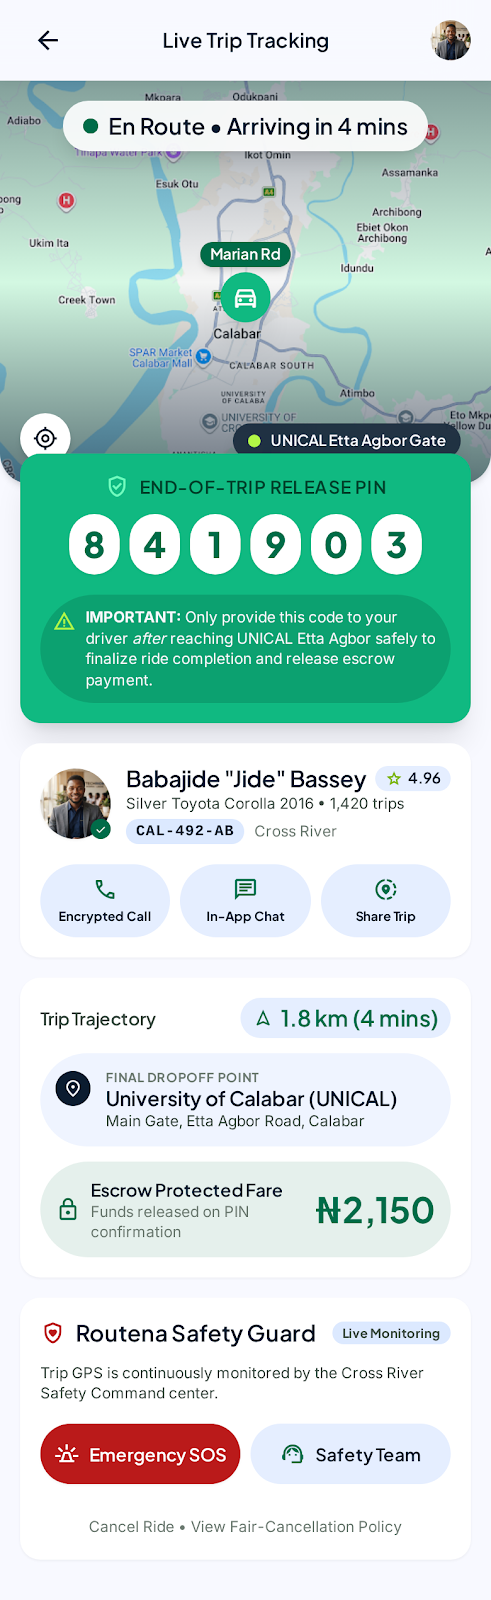 Live Trip Tracking
Mkpara
Odukpani
Adiabo
En Route • Arriving in 4 mins
Tinapa Water Park
Ikot Omin
Assamanka
Esuk Otu
Archibong
Ebiet Okon
Archibong
Ukim Ita
Marian Rd
Idundu
Creek Town
Calabar
SPAR Market
Calabar Mall
CALABAR SOUTH
UNIVERSITY
OF CALABA
Atimbo
UNIVERSITY OF
Eto Mkp
UNICAL Etta Agbor Gate
END-OF-TRIP RELEASE PIN
8 4 1 9 0 3
IMPORTANT: Only provide this code to your
driver after reaching UNICAL Etta Agbor safely to
finalize ride completion and release escrow
payment.
Babajide "Jide" Bassey 4.96
Silver Toyota Corolla 2016 • 1,420 trips
CAL-492-AB Cross River
Encrypted Call
In-App Chat
Share Trip
Trip Trajectory
1.8 km (4 mins)
FINAL DROPOFF POINT
University of Calabar (UNICAL)
Main Gate, Etta Agbor Road, Calabar
Escrow Protected Fare
Funds released on PIN
confirmation
₦2,150
Routena Safety Guard
Live Monitoring
Trip GPS is continuously monitored by the Cross River
Safety Command center.
Emergency SOS
Safety Team
Cancel Ride • View Fair-Cancellation Policy